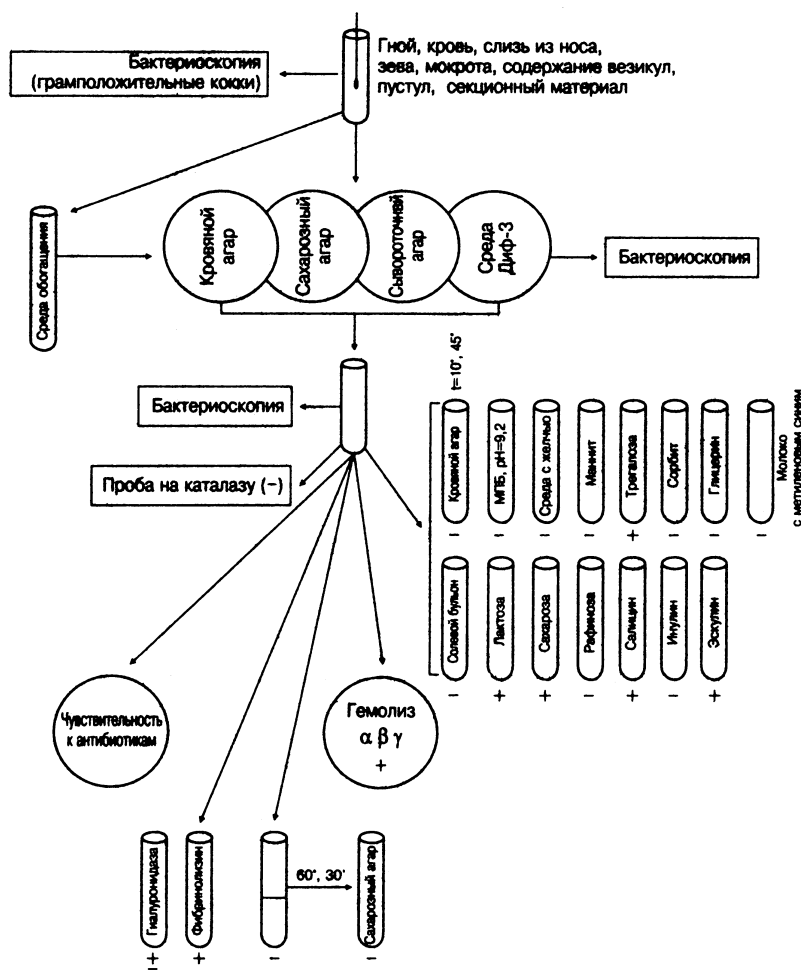 Бактериоскопия
(грамположительные кокки)
Гной, кровь, слизь из носа,
зева, мокрота, содержание везикул,
пустул, секционный материал
Среда обогащения
Кровяной
агар
Сахарозный
агар
Сывороточный
агар
Среда
Диф-3
Бактериоскопия
Бактериоскопия
Проба на каталазу (–)
t=10°, 45°
Кровяной агар
–
МПБ, pH=9,2
–
Среда с желчью
–
Маннит
–
Трегалоза
+
Сорбит
–
Глицерин
–
Молоко
с метиленовым синим
–
Солевой бульон
–
Лактоза
+
Сахароза
+
Рафиноза
–
Салицин
+
Инулин
–
Эскулин
+
Чувствительность
к антибиотикам
Гемолиз
α β γ
+
Гиалуронидаза
+
–
Фибринолизин
+
–
60°, 30'
Сахарозный агар
–